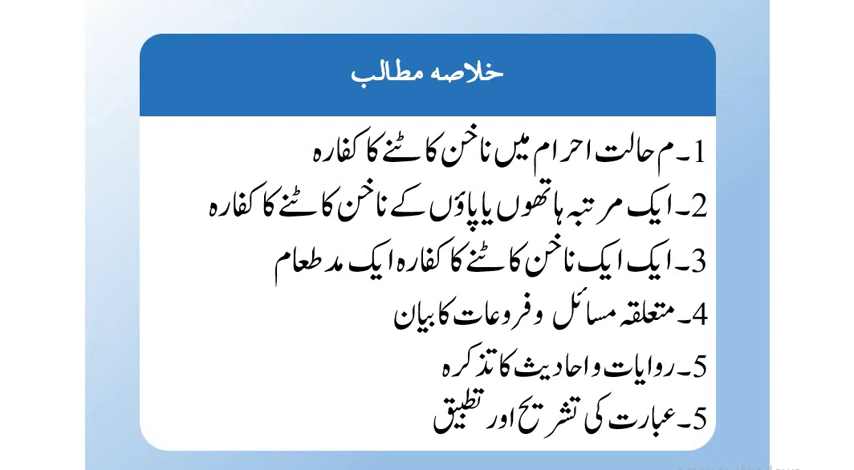 خلاصہ مطالب
1۔م حالت احرام میں ناخن کاٹنے کا کفارہ
2۔ایک مرتبہ ہاتھوں یا پاؤں کے ناخن کاٹنے کا کفارہ
3۔ایک ایک ناخن کاٹنے کا کفارہ ایک مد طعام
4۔متعلقہ مسائل و فروعات کا بیان
5۔روایات و احادیث کا تذکرہ
5۔عبارت کی تشریح اور تطبیق